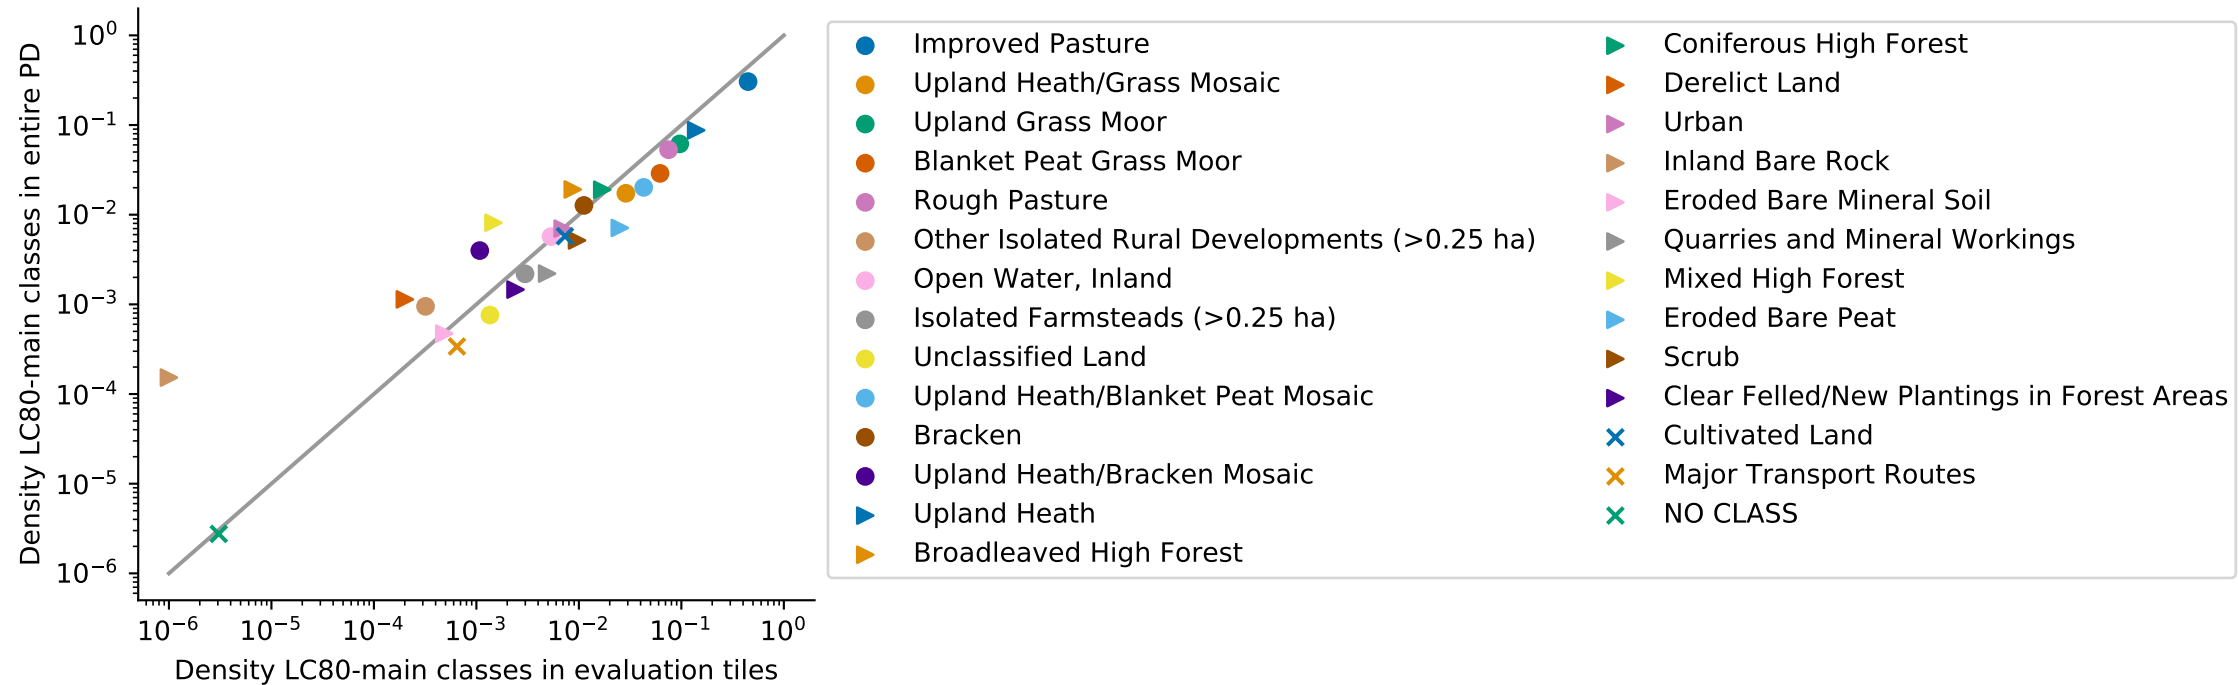 Density LC80-main classes in entire PD
10⁰
10⁻¹
10⁻²
10⁻³
10⁻⁴
10⁻⁵
10⁻⁶
10⁻⁶ 10⁻⁵ 10⁻⁴ 10⁻³ 10⁻² 10⁻¹ 10⁰
Density LC80-main classes in evaluation tiles
Improved Pasture
Upland Heath/Grass Mosaic
Upland Grass Moor
Blanket Peat Grass Moor
Rough Pasture
Other Isolated Rural Developments (>0.25 ha)
Open Water, Inland
Isolated Farmsteads (>0.25 ha)
Unclassified Land
Upland Heath/Blanket Peat Mosaic
Bracken
Upland Heath/Bracken Mosaic
Upland Heath
Broadleaved High Forest
Coniferous High Forest
Derelict Land
Urban
Inland Bare Rock
Eroded Bare Mineral Soil
Quarries and Mineral Workings
Mixed High Forest
Eroded Bare Peat
Scrub
Clear Felled/New Plantings in Forest Areas
Cultivated Land
Major Transport Routes
NO CLASS